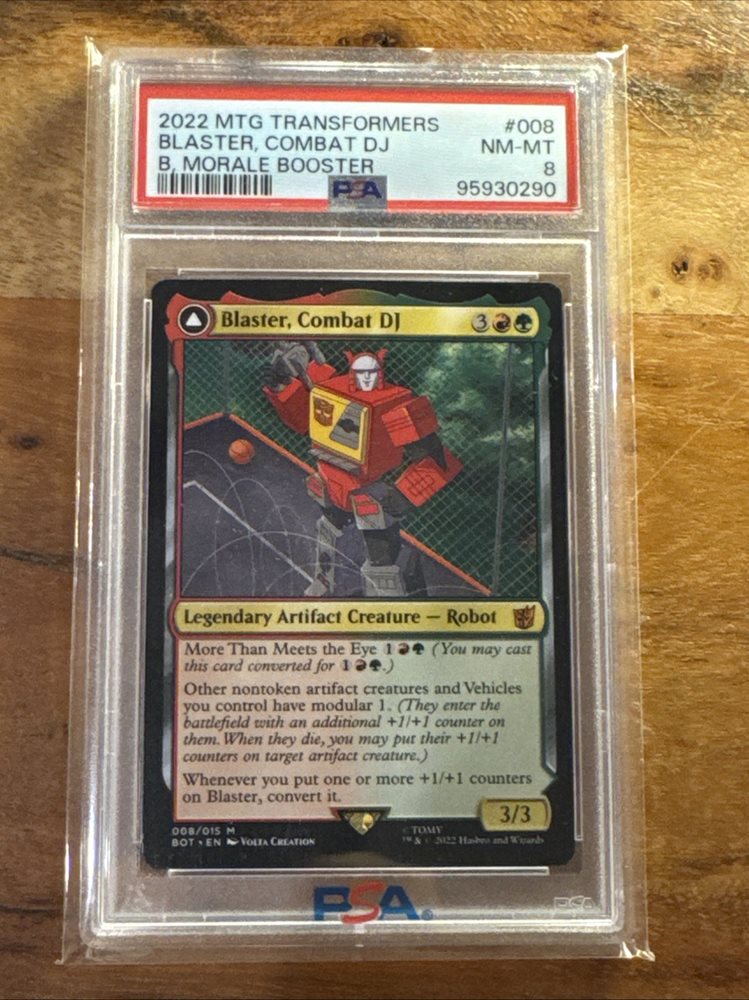 2022 MTG TRANSFORMERS #008
BLASTER, COMBAT DJ NM-MT
B, MORALE BOOSTER 8
PSA 95930290
Blaster, Combat DJ 3
Legendary Artifact Creature — Robot
More Than Meets the Eye 1 (You may cast
this card converted for 1 .)
Other nontoken artifact creatures and Vehicles
you control have modular 1. (They enter the
battlefield with an additional +1/+1 counter on
them. When they die, you may put their +1/+1
counters on target artifact creature.)
Whenever you put one or more +1/+1 counters
on Blaster, convert it.
3/3
008/015 M
BOT • EN VOLTA CREATION
© TOMY
™ & © 2022 Hasbro and Wizards
PSA®
PSA